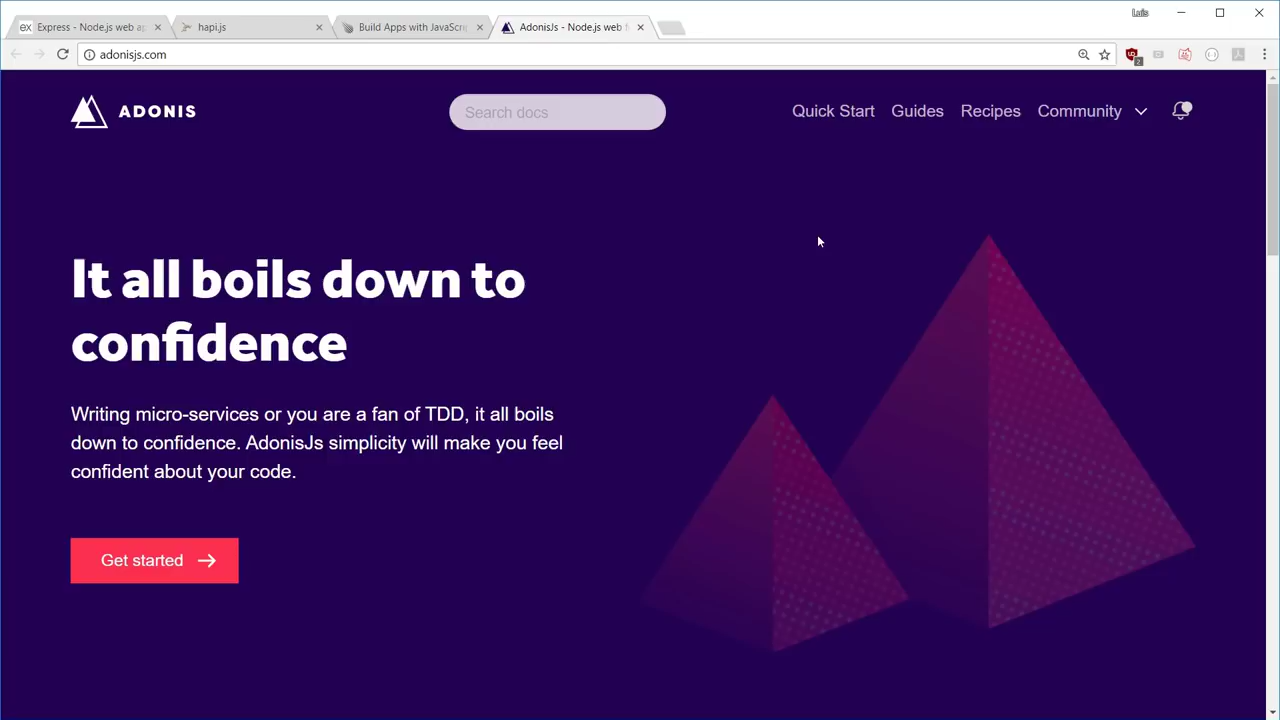 Express - Node.js web ap
hapi.js
Build Apps with JavaScri
AdonisJs - Node.js web f
Luis
adonisjs.com
2
ADONIS
Search docs
Quick Start
Guides
Recipes
Community
It all boils down to
confidence
Writing micro-services or you are a fan of TDD, it all boils
down to confidence. AdonisJs simplicity will make you feel
confident about your code.
Get started